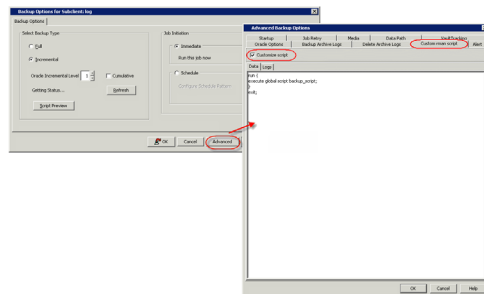 Backup Options for Subclient: log
Backup Options
Select Backup Type
Full
Incremental
Oracle Incremental Level 1
Cumulative
Getting Status...
Refresh
Script Preview
Job Initiation
Immediate
Run this job now
Schedule
Configure Schedule Pattern
OK Cancel Advanced
Advanced Backup Options
Startup Job Retry Media Data Path VaultTracking
Oracle Options Backup Archive Logs Delete Archive Logs Custom rman script Alert
Customize script
Data Logs
run {
execute global script backup_script;
}
exit;
OK Cancel Help